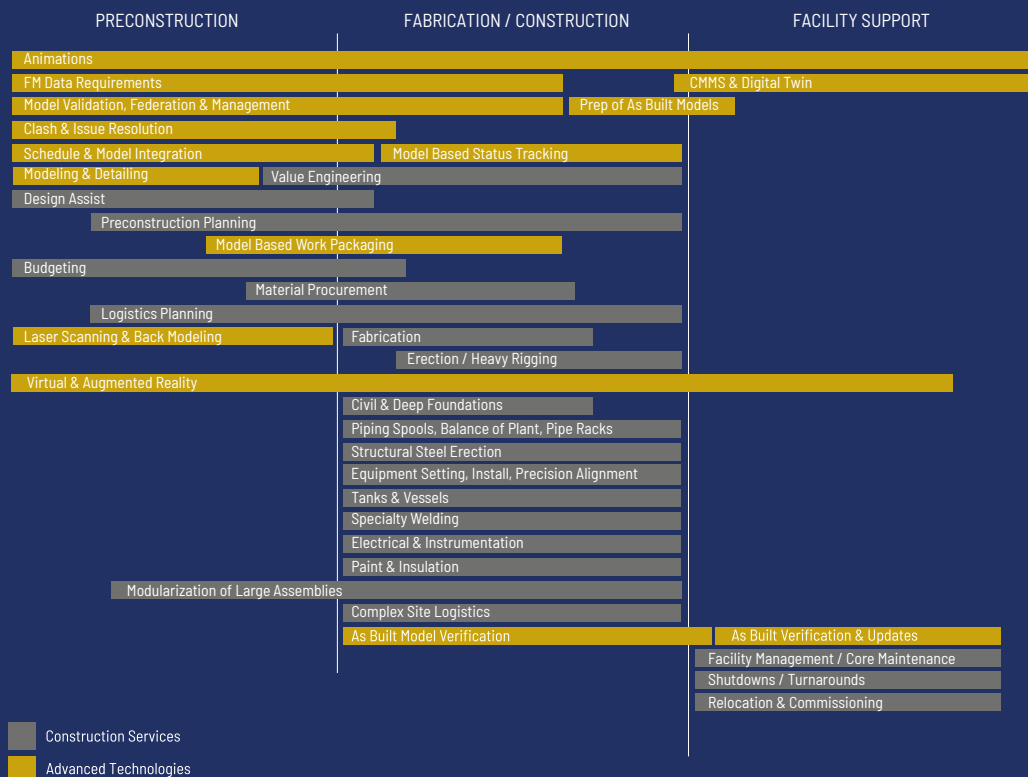 PRECONSTRUCTION
FABRICATION / CONSTRUCTION
FACILITY SUPPORT
Animations
FM Data Requirements
CMMS & Digital Twin
Model Validation, Federation & Management
Prep of As Built Models
Clash & Issue Resolution
Schedule & Model Integration
Model Based Status Tracking
Modeling & Detailing
Value Engineering
Design Assist
Preconstruction Planning
Model Based Work Packaging
Budgeting
Material Procurement
Logistics Planning
Laser Scanning & Back Modeling
Fabrication
Erection / Heavy Rigging
Virtual & Augmented Reality
Civil & Deep Foundations
Piping Spools, Balance of Plant, Pipe Racks
Structural Steel Erection
Equipment Setting, Install, Precision Alignment
Tanks & Vessels
Specialty Welding
Electrical & Instrumentation
Paint & Insulation
Modularization of Large Assemblies
Complex Site Logistics
As Built Model Verification
As Built Verification & Updates
Facility Management / Core Maintenance
Shutdowns / Turnarounds
Relocation & Commissioning
Construction Services
Advanced Technologies